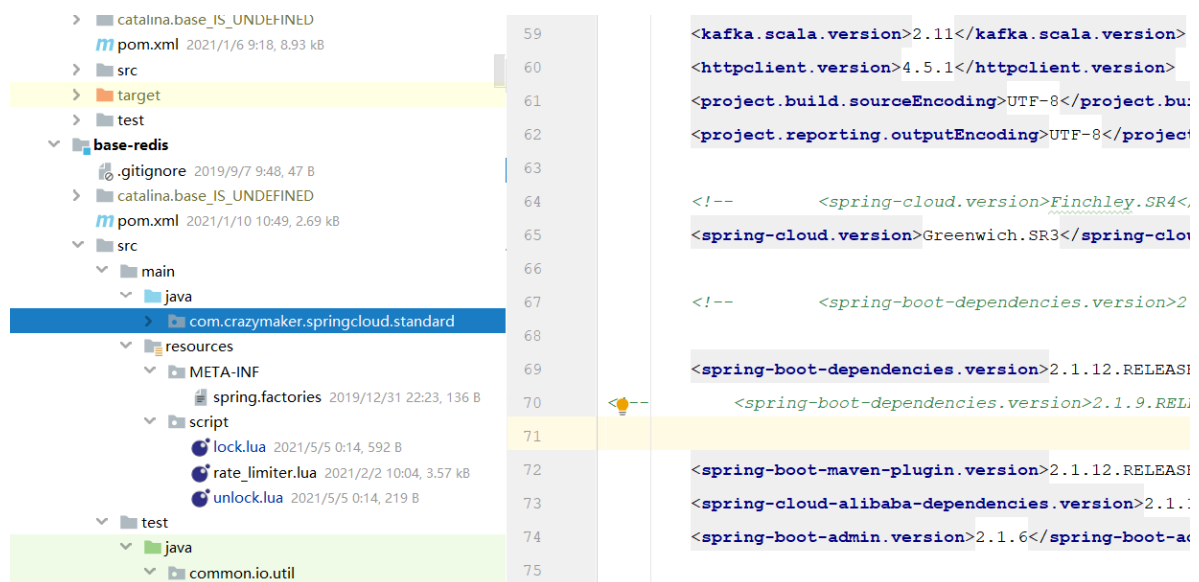 catalina.base_IS_UNDEFINED
pom.xml 2021/1/6 9:18, 8.93 kB
src
target
test
base-redis
.gitignore 2019/9/7 9:48, 47 B
catalina.base_IS_UNDEFINED
pom.xml 2021/1/10 10:49, 2.69 kB
src
main
java
com.crazymaker.springcloud.standard
resources
META-INF
spring.factories 2019/12/31 22:23, 136 B
script
lock.lua 2021/5/5 0:14, 592 B
rate_limiter.lua 2021/2/2 10:04, 3.57 kB
unlock.lua 2021/5/5 0:14, 219 B
test
java
common.io.util
59 <kafka.scala.version>2.11</kafka.scala.version>
60 <httpclient.version>4.5.1</httpclient.version>
61 <project.build.sourceEncoding>UTF-8</project.bui
62 <project.reporting.outputEncoding>UTF-8</project
63
64 <!-- <spring-cloud.version>Finchley.SR4</
65 <spring-cloud.version>Greenwich.SR3</spring-clou
66
67 <!-- <spring-boot-dependencies.version>2
68
69 <spring-boot-dependencies.version>2.1.12.RELEASE
70 <!-- <spring-boot-dependencies.version>2.1.9.REL
71
72 <spring-boot-maven-plugin.version>2.1.12.RELEASE
73 <spring-cloud-alibaba-dependencies.version>2.1.
74 <spring-boot-admin.version>2.1.6</spring-boot-ad
75